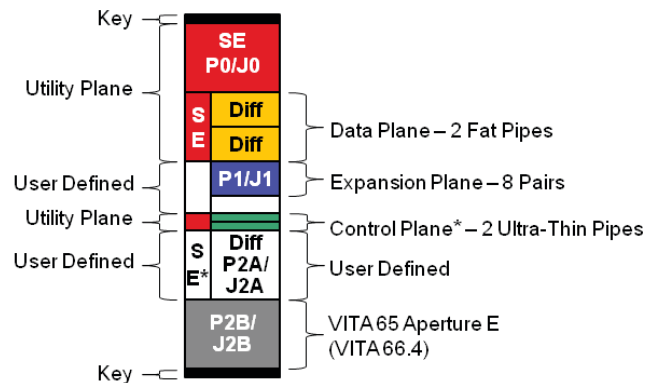 Key
SE
P0/J0
Utility Plane
S
E
Diff
Diff
Data Plane – 2 Fat Pipes
User Defined
P1/J1
Expansion Plane – 8 Pairs
Utility Plane
Control Plane* – 2 Ultra-Thin Pipes
User Defined
S
E*
Diff
P2A/
J2A
User Defined
P2B/
J2B
VITA 65 Aperture E
(VITA 66.4)
Key